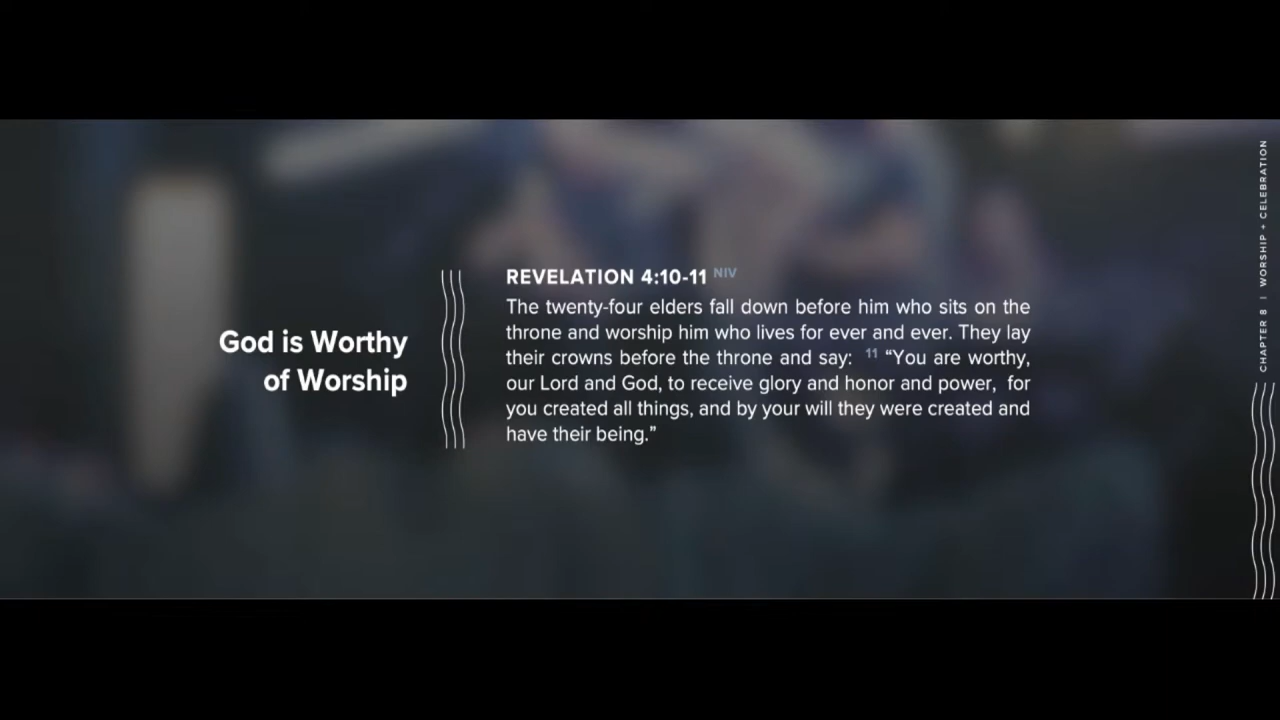 God is Worthy
of Worship
REVELATION 4:10-11 NIV
The twenty-four elders fall down before him who sits on the
throne and worship him who lives for ever and ever. They lay
their crowns before the throne and say: 11 “You are worthy,
our Lord and God, to receive glory and honor and power, for
you created all things, and by your will they were created and
have their being.”
CHAPTER 8 | WORSHIP + CELEBRATION